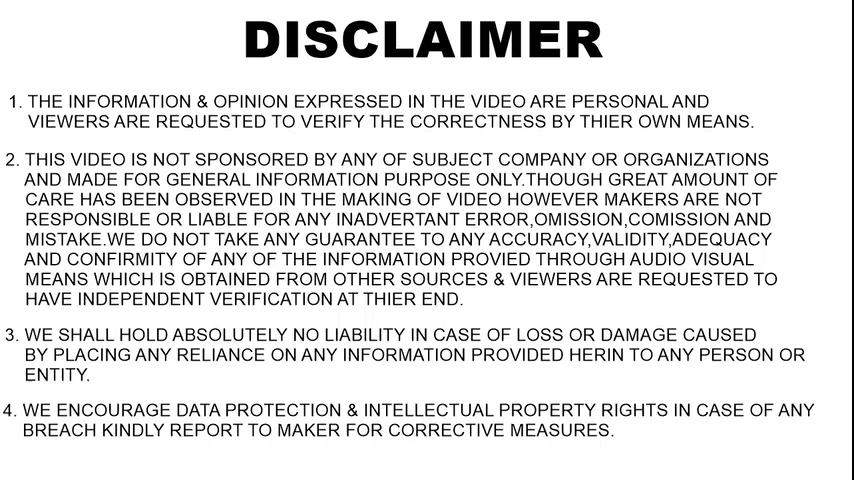 DISCLAIMER
1. THE INFORMATION & OPINION EXPRESSED IN THE VIDEO ARE PERSONAL AND
VIEWERS ARE REQUESTED TO VERIFY THE CORRECTNESS BY THIER OWN MEANS.
2. THIS VIDEO IS NOT SPONSORED BY ANY OF SUBJECT COMPANY OR ORGANIZATIONS
AND MADE FOR GENERAL INFORMATION PURPOSE ONLY.THOUGH GREAT AMOUNT OF
CARE HAS BEEN OBSERVED IN THE MAKING OF VIDEO HOWEVER MAKERS ARE NOT
RESPONSIBLE OR LIABLE FOR ANY INADVERTANT ERROR,OMISSION,COMISSION AND
MISTAKE.WE DO NOT TAKE ANY GUARANTEE TO ANY ACCURACY,VALIDITY,ADEQUACY
AND CONFIRMITY OF ANY OF THE INFORMATION PROVIED THROUGH AUDIO VISUAL
MEANS WHICH IS OBTAINED FROM OTHER SOURCES & VIEWERS ARE REQUESTED TO
HAVE INDEPENDENT VERIFICATION AT THIER END.
3. WE SHALL HOLD ABSOLUTELY NO LIABILITY IN CASE OF LOSS OR DAMAGE CAUSED
BY PLACING ANY RELIANCE ON ANY INFORMATION PROVIDED HERIN TO ANY PERSON OR
ENTITY.
4. WE ENCOURAGE DATA PROTECTION & INTELLECTUAL PROPERTY RIGHTS IN CASE OF ANY
BREACH KINDLY REPORT TO MAKER FOR CORRECTIVE MEASURES.